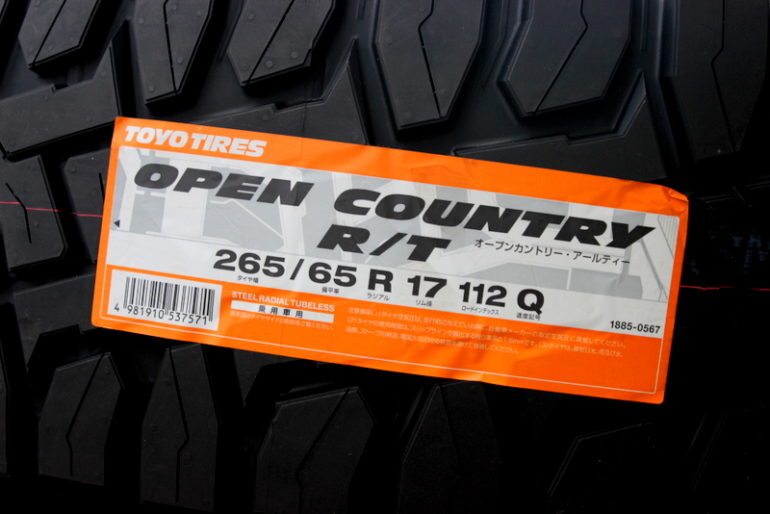 TOYO TIRES
OPEN COUNTRY
R/T
オープンカントリー・アールティー
265/65 R 17 112 Q
タイヤ幅 扁平率 ラジアル リム径 ロードインデックス 速度記号
4 981910 537571
STEEL RADIAL TUBELESS
乗用車用
1885-0567